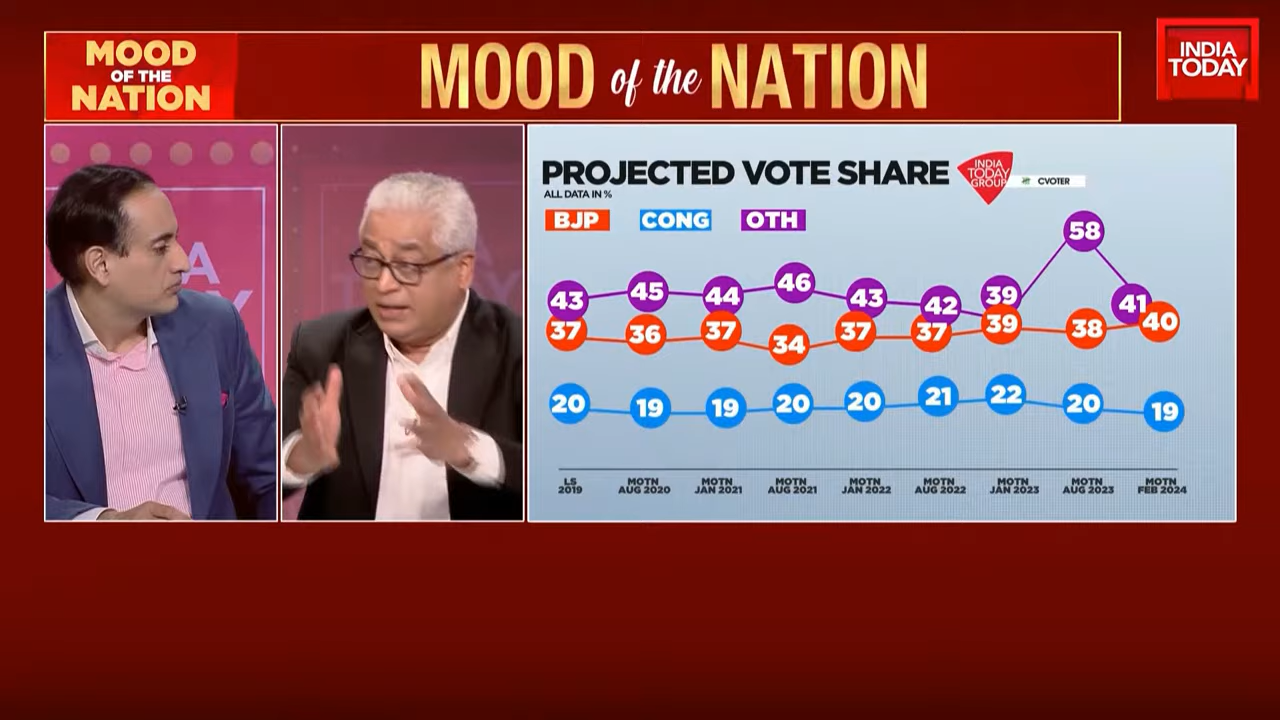 MOOD
OF THE
NATION
MOOD of the NATION
INDIA
TODAY
PROJECTED VOTE SHARE
ALL DATA IN %
INDIA
TODAY
GROUP
CVOTER
BJP CONG OTH
43 45 44 46 43 42 39 58 41
37 36 37 34 37 37 39 38 40
20 19 19 20 20 21 22 20 19
LS MOTN MOTN MOTN MOTN MOTN MOTN MOTN MOTN
2019 AUG 2020 JAN 2021 AUG 2021 JAN 2022 AUG 2022 JAN 2023 AUG 2023 FEB 2024